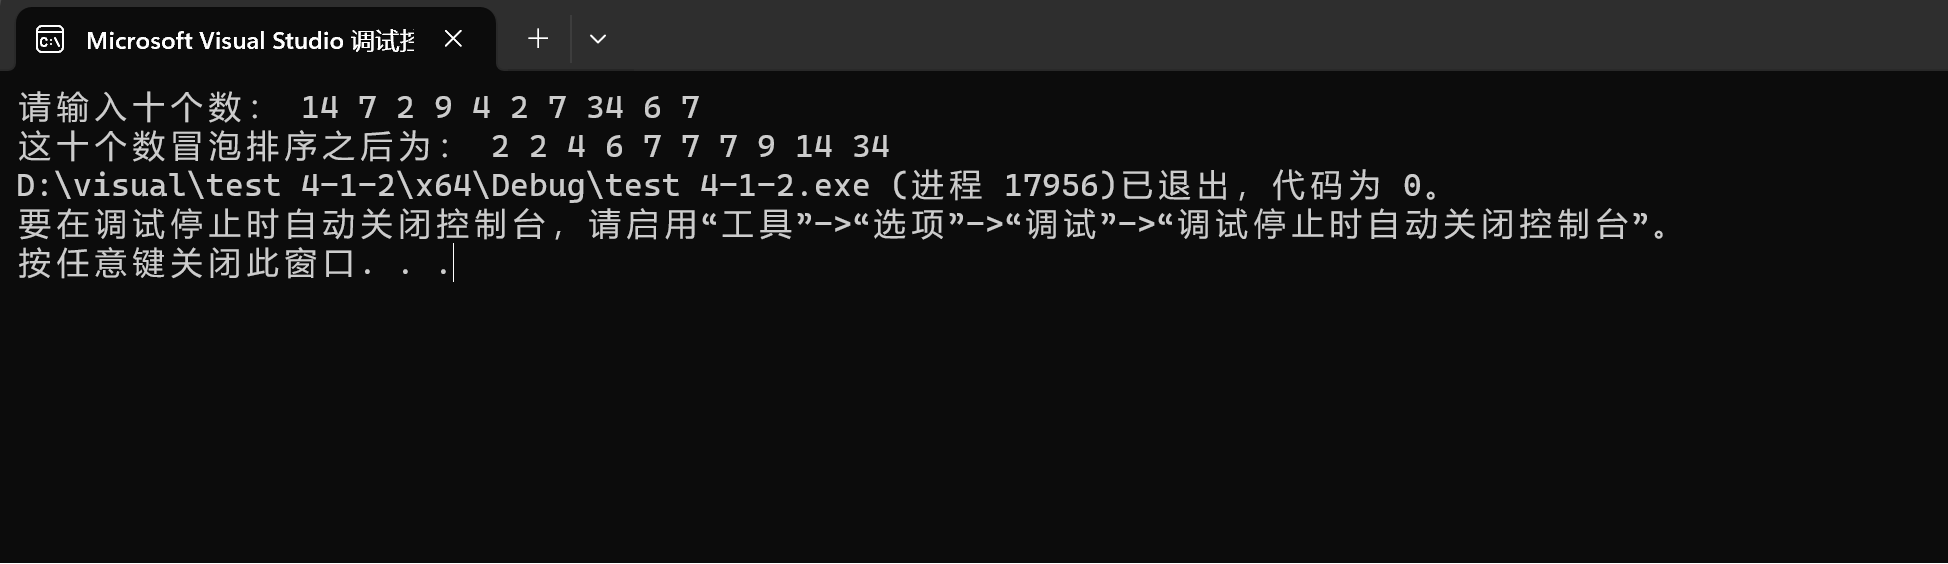 Microsoft Visual Studio 调试
请输入十个数： 14 7 2 9 4 2 7 34 6 7
这十个数冒泡排序之后为： 2 2 4 6 7 7 7 9 14 34
D:\visual\test 4-1-2\x64\Debug\test 4-1-2.exe (进程 17956)已退出，代码为 0。
要在调试停止时自动关闭控制台，请启用“工具”->“选项”->“调试”->“调试停止时自动关闭控制台”。
按任意键关闭此窗口. . .